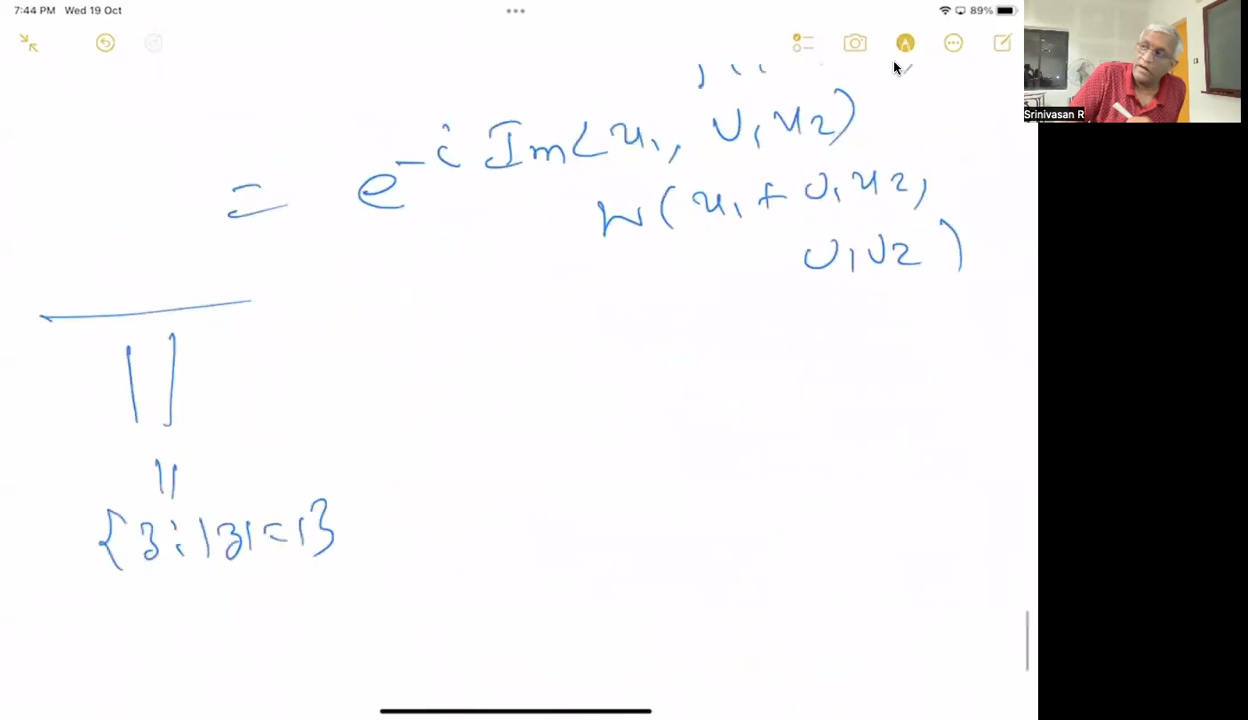 7:44 PM Wed 19 Oct
89%
Srinivasan R
= e^{-i Im⟨u₁, U₁u₂⟩}
W(u₁ + U₁u₂,
U₁U₂)
𝕋
=
{z : |z| = 1}